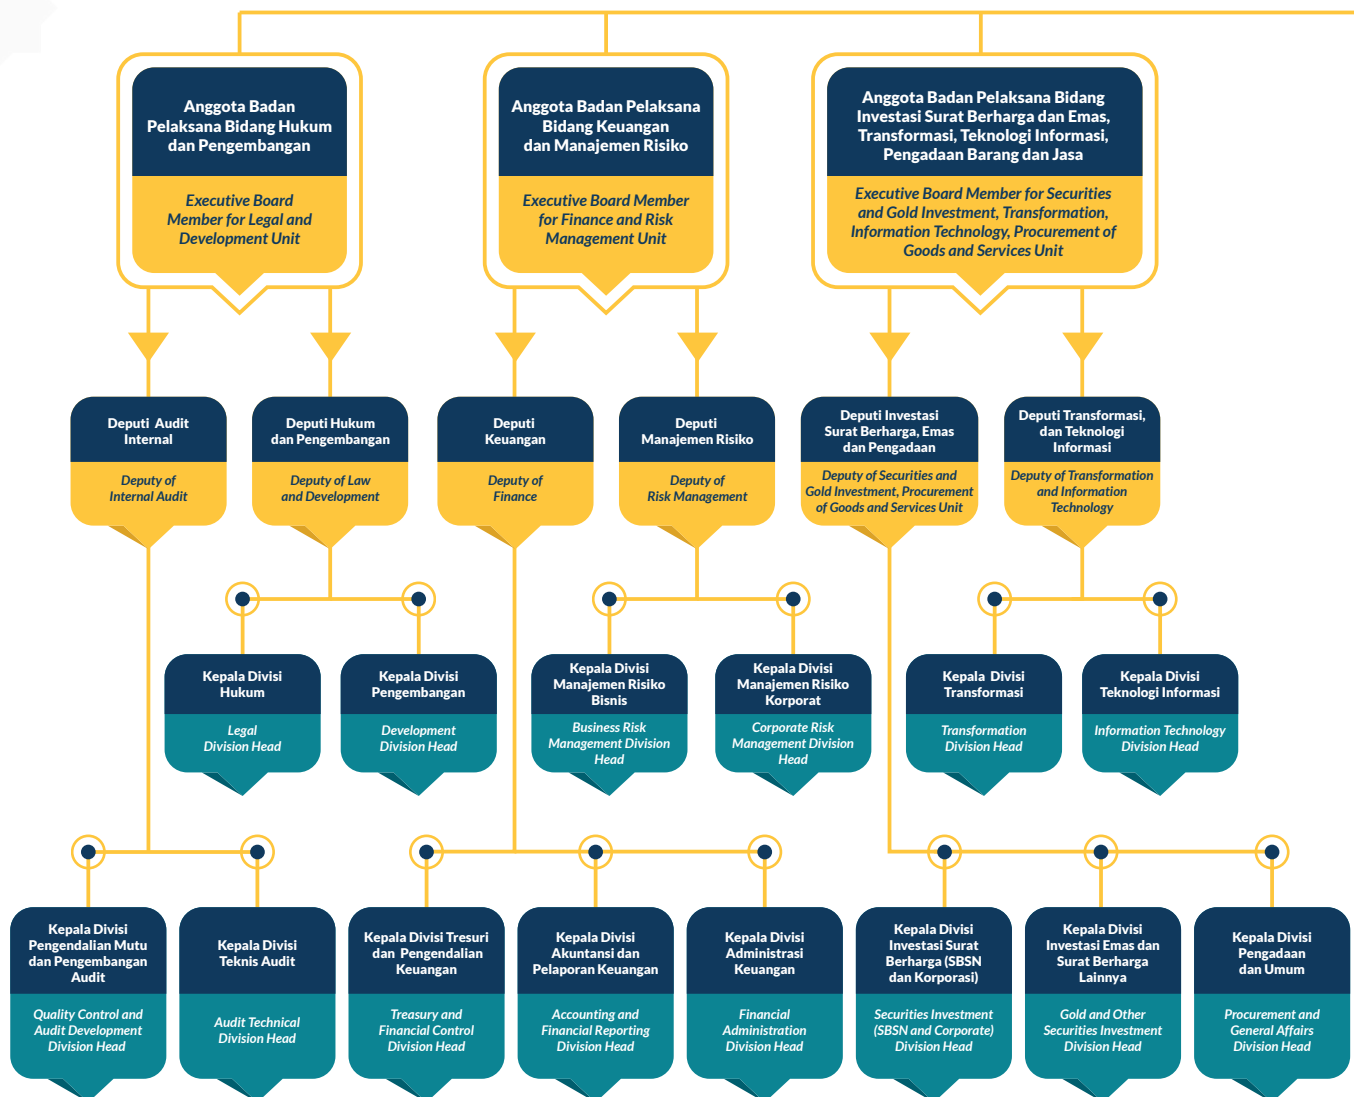 Anggota Badan
Pelaksana Bidang Hukum
dan Pengembangan
Executive Board
Member for Legal and
Development Unit
Anggota Badan Pelaksana
Bidang Keuangan
dan Manajemen Risiko
Executive Board Member
for Finance and Risk
Management Unit
Anggota Badan Pelaksana Bidang
Investasi Surat Berharga dan Emas,
Transformasi, Teknologi Informasi,
Pengadaan Barang dan Jasa
Executive Board Member for Securities
and Gold Investment, Transformation,
Information Technology, Procurement of
Goods and Services Unit
Deputi Audit
Internal
Deputy of
Internal Audit
Deputi Hukum
dan Pengembangan
Deputy of Law
and Development
Deputi
Keuangan
Deputy of
Finance
Deputi
Manajemen Risiko
Deputy of
Risk Management
Deputi Investasi
Surat Berharga, Emas
dan Pengadaan
Deputy of Securities and
Gold Investment, Procurement
of Goods and Services Unit
Deputi Transformasi,
dan Teknologi
Informasi
Deputy of Transformation
and Information
Technology
Kepala Divisi
Hukum
Legal
Division Head
Kepala Divisi
Pengembangan
Development
Division Head
Kepala Divisi
Manajemen Risiko
Bisnis
Business Risk
Management Division
Head
Kepala Divisi
Manajemen Risiko
Korporat
Corporate Risk
Management Division
Head
Kepala Divisi
Transformasi
Transformation
Division Head
Kepala Divisi
Teknologi Informasi
Information Technology
Division Head
Kepala Divisi
Pengendalian Mutu
dan Pengembangan
Audit
Quality Control and
Audit Development
Division Head
Kepala Divisi
Teknis Audit
Audit Technical
Division Head
Kepala Divisi Tresuri
dan Pengendalian
Keuangan
Treasury and
Financial Control
Division Head
Kepala Divisi
Akuntansi dan
Pelaporan Keuangan
Accounting and
Financial Reporting
Division Head
Kepala Divisi
Administrasi
Keuangan
Financial
Administration
Division Head
Kepala Divisi
Investasi Surat
Berharga (SBSN
dan Korporasi)
Securities Investment
(SBSN and Corporate)
Division Head
Kepala Divisi
Investasi Emas dan
Surat Berharga
Lainnya
Gold and Other
Securities Investment
Division Head
Kepala Divisi
Pengadaan
dan Umum
Procurement and
General Affairs
Division Head